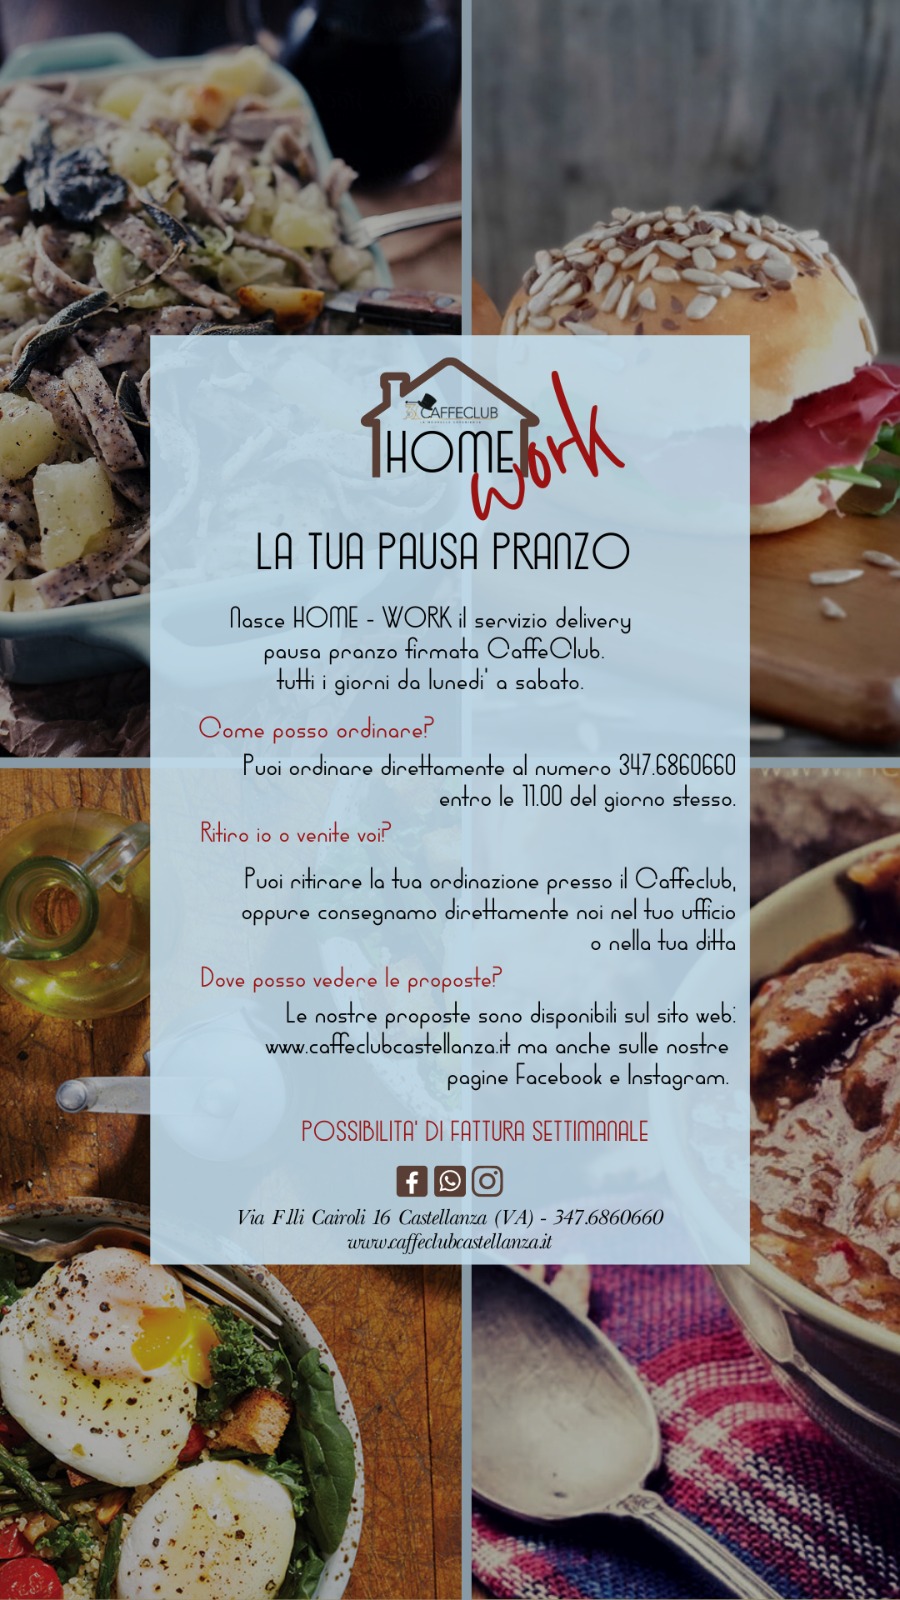 CAFFECLUB
HOME work
LA TUA PAUSA PRANZO
Nasce HOME - WORK il servizio delivery
pausa pranzo firmata CaffeClub.
tutti i giorni da lunedi' a sabato.
Come posso ordinare?
Puoi ordinare direttamente al numero 347.6860660
entro le 11.00 del giorno stesso.
Ritiro io o venite voi?
Puoi ritirare la tua ordinazione presso il Caffeclub,
oppure consegnamo direttamente noi nel tuo ufficio
o nella tua ditta
Dove posso vedere le proposte?
Le nostre proposte sono disponibili sul sito web:
www.caffeclubcastellanza.it ma anche sulle nostre
pagine Facebook e Instagram.
POSSIBILITA' DI FATTURA SETTIMANALE
Via F.lli Cairoli 16 Castellanza (VA) - 347.6860660
www.caffeclubcastellanza.it